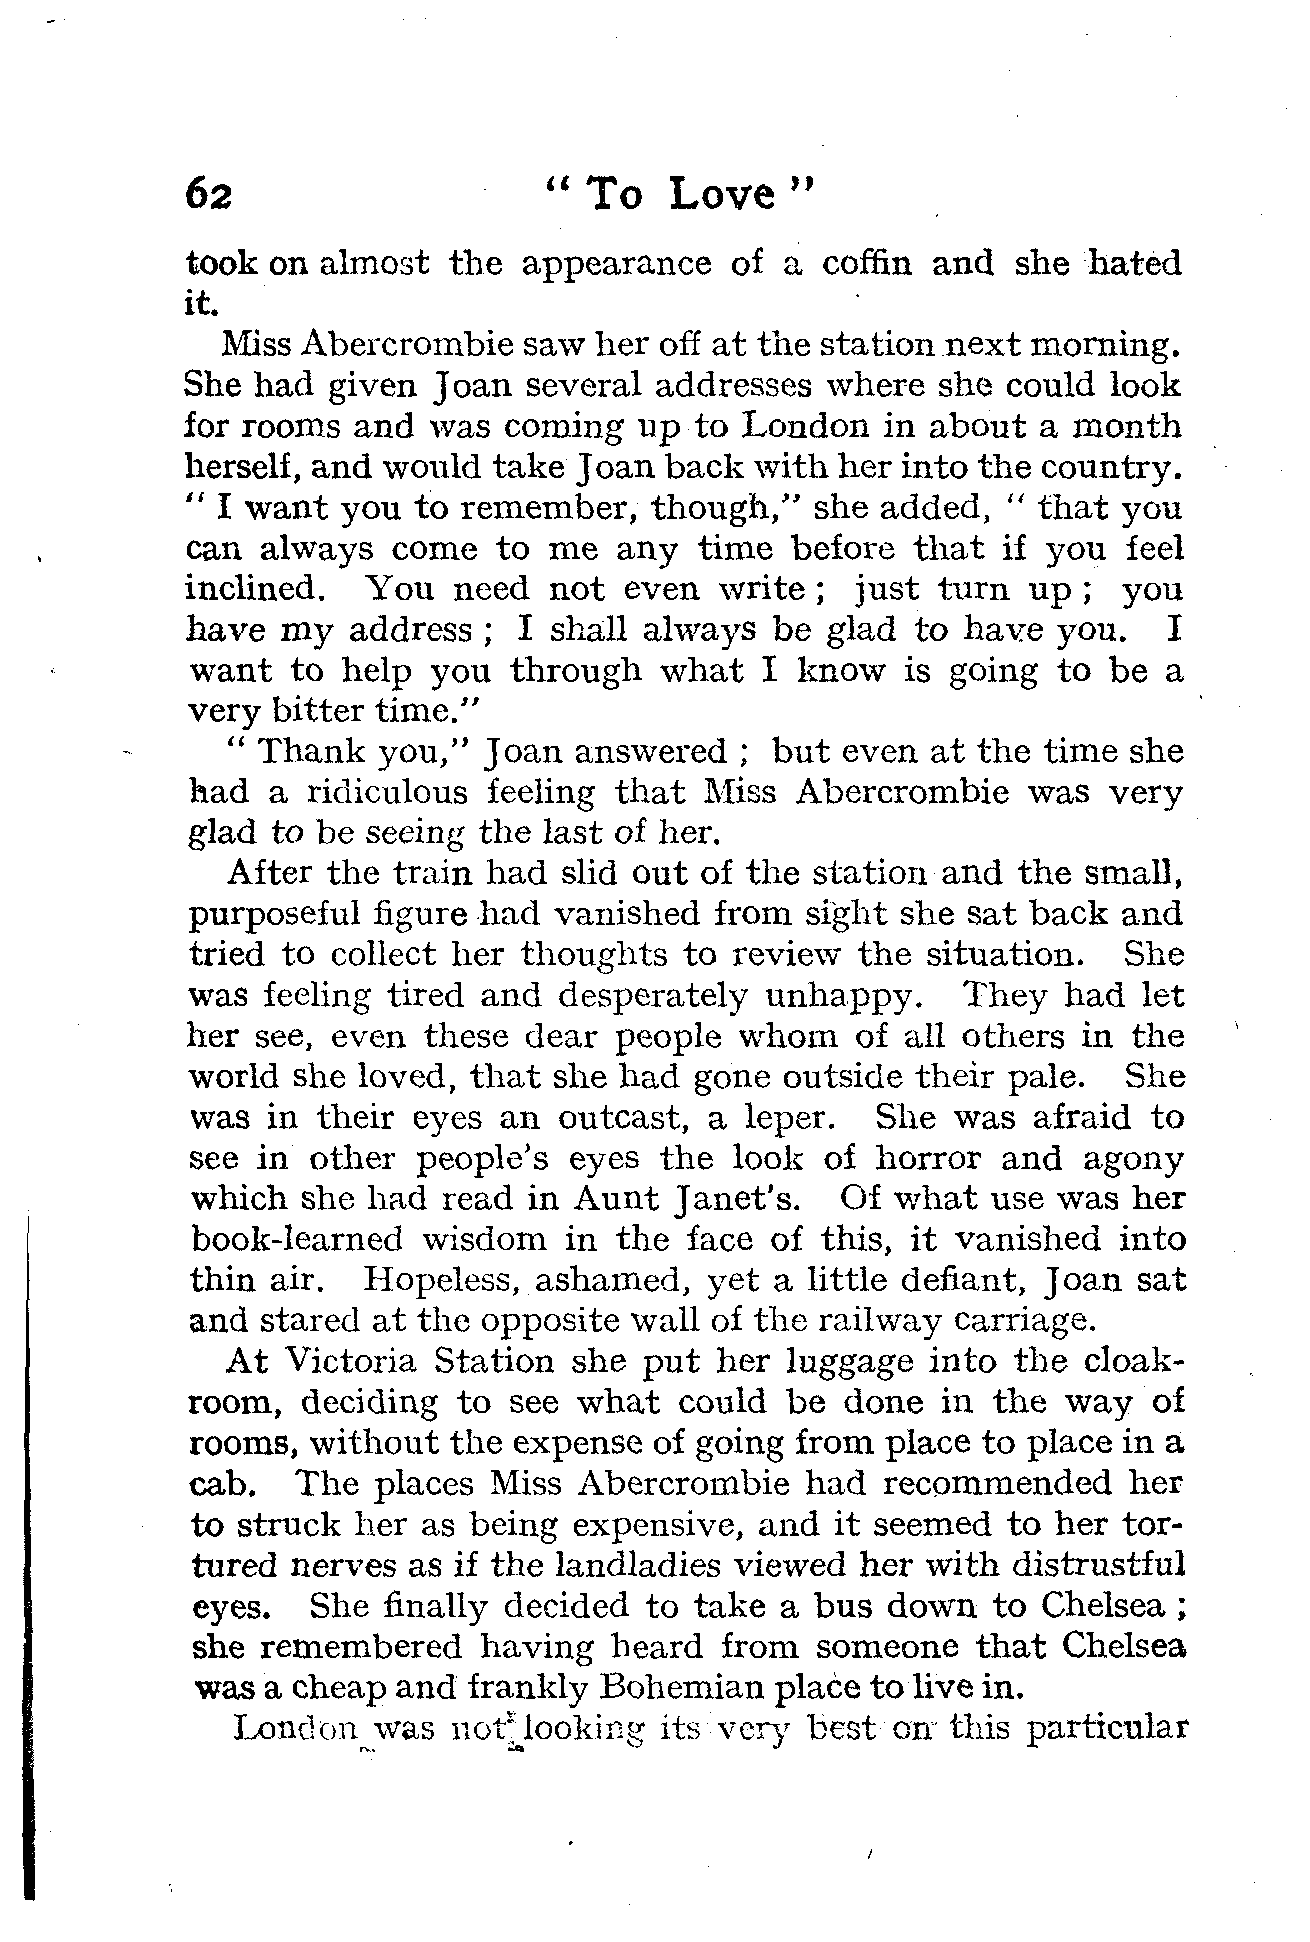 62 " To Love "
took on almost the appearance of a coffin and she hated
it.
Miss Abercrombie saw her off at the station next morning.
She had given Joan several addresses where she could look
for rooms and was coming up to London in about a month
herself, and would take Joan back with her into the country.
" I want you to remember, though," she added, " that you
can always come to me any time before that if you feel
inclined. You need not even write ; just turn up ; you
have my address ; I shall always be glad to have you. I
want to help you through what I know is going to be a
very bitter time."
" Thank you," Joan answered ; but even at the time she
had a ridiculous feeling that Miss Abercrombie was very
glad to be seeing the last of her.
After the train had slid out of the station and the small,
purposeful figure had vanished from sight she sat back and
tried to collect her thoughts to review the situation. She
was feeling tired and desperately unhappy. They had let
her see, even these dear people whom of all others in the
world she loved, that she had gone outside their pale. She
was in their eyes an outcast, a leper. She was afraid to
see in other people's eyes the look of horror and agony
which she had read in Aunt Janet's. Of what use was her
book-learned wisdom in the face of this, it vanished into
thin air. Hopeless, ashamed, yet a little defiant, Joan sat
and stared at the opposite wall of the railway carriage.
At Victoria Station she put her luggage into the cloak-
room, deciding to see what could be done in the way of
rooms, without the expense of going from place to place in a
cab. The places Miss Abercrombie had recommended her
to struck her as being expensive, and it seemed to her tor-
tured nerves as if the landladies viewed her with distrustful
eyes. She finally decided to take a bus down to Chelsea ;
she remembered having heard from someone that Chelsea
was a cheap and frankly Bohemian place to live in.
London was not looking its very best on this particular